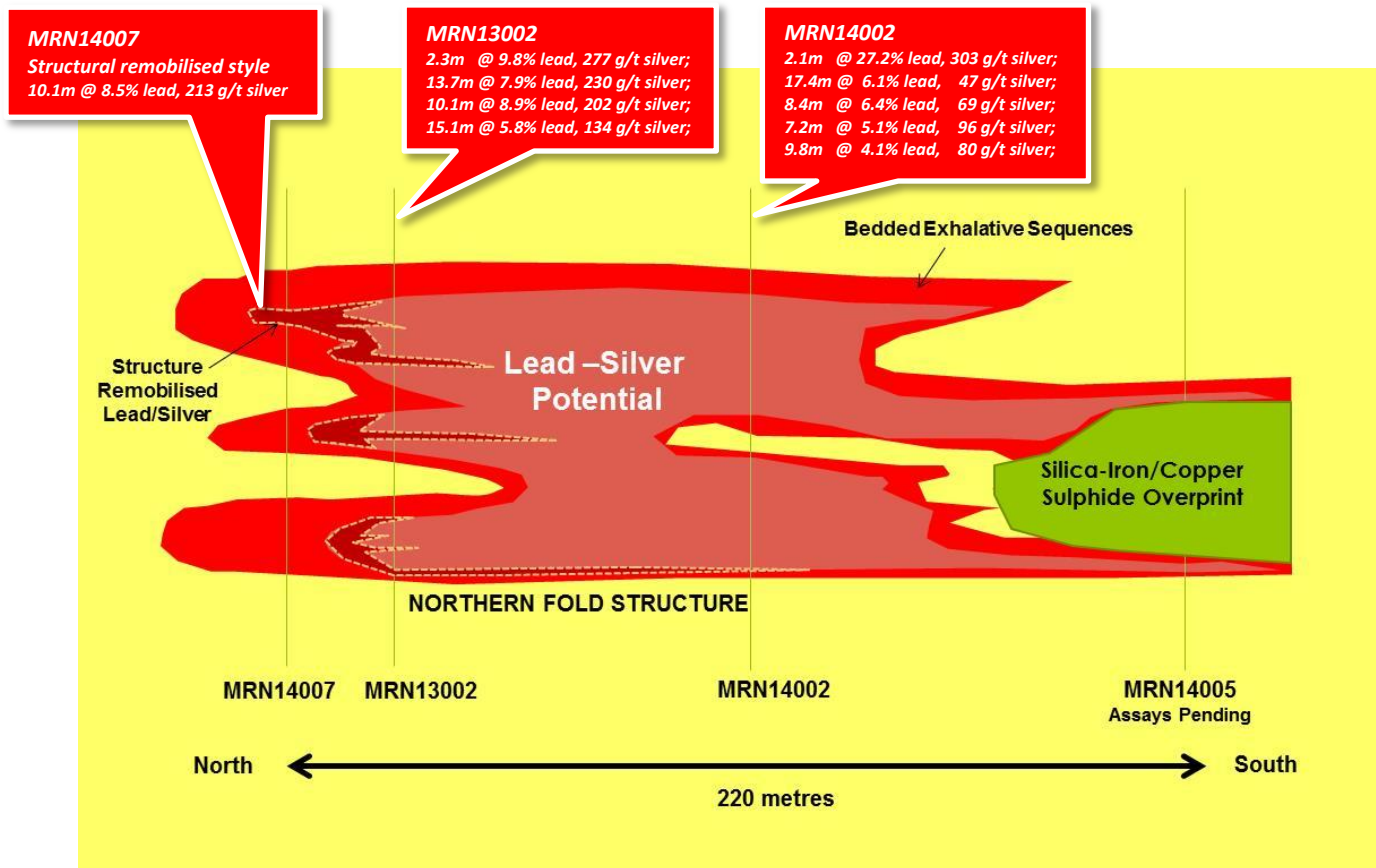 MRN14007
Structural remobilised style
10.1m @ 8.5% lead, 213 g/t silver
MRN13002
2.3m @ 9.8% lead, 277 g/t silver;
13.7m @ 7.9% lead, 230 g/t silver;
10.1m @ 8.9% lead, 202 g/t silver;
15.1m @ 5.8% lead, 134 g/t silver;
MRN14002
2.1m @ 27.2% lead, 303 g/t silver;
17.4m @ 6.1% lead, 47 g/t silver;
8.4m @ 6.4% lead, 69 g/t silver;
7.2m @ 5.1% lead, 96 g/t silver;
9.8m @ 4.1% lead, 80 g/t silver;
Bedded Exhalative Sequences
Structure
Remobilised
Lead/Silver
Lead –Silver
Potential
Silica-Iron/Copper
Sulphide Overprint
NORTHERN FOLD STRUCTURE
MRN14007
MRN13002
MRN14002
MRN14005
Assays Pending
North
South
220 metres